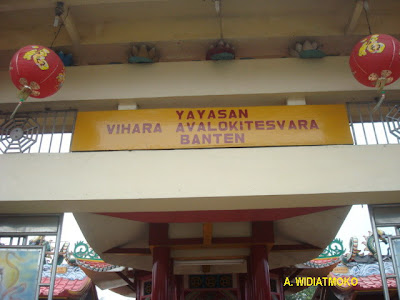 YAYASAN
VIHARA AVALOKITESVARA
BANTEN
A. WIDIATMOKO